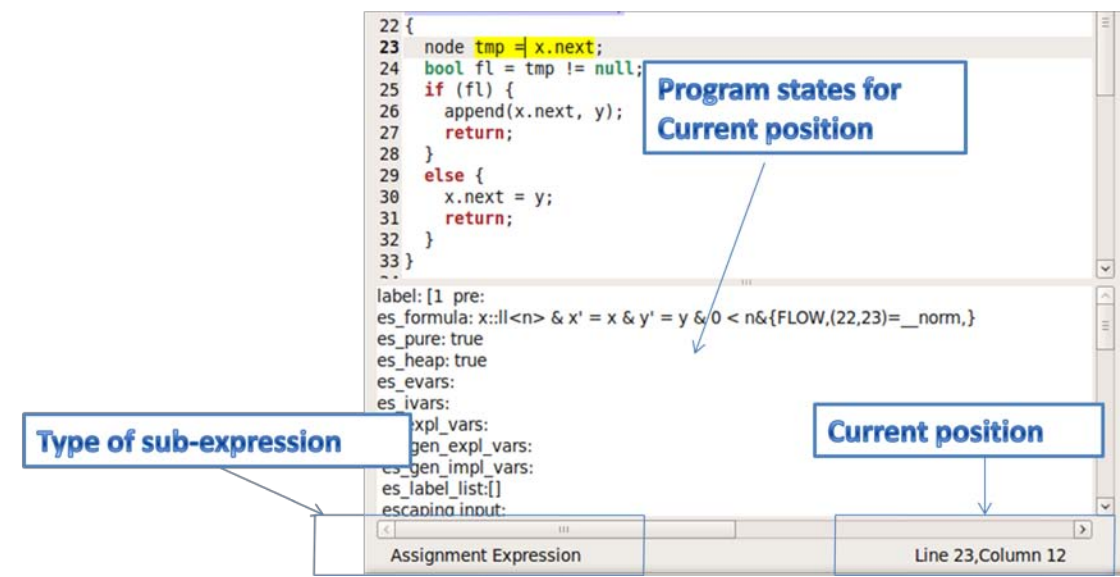 22 {
23 node tmp = x.next;
24 bool fl = tmp != null;
25 if (fl) {
26 append(x.next, y);
27 return;
28 }
29 else {
30 x.next = y;
31 return;
32 }
33 }
Program states for
Current position
label: [1 pre:
es_formula: x::ll<n> & x' = x & y' = y & 0 < n&{FLOW,(22,23)=__norm,}
es_pure: true
es_heap: true
es_evars:
es_ivars:
expl_vars:
gen_expl_vars:
es_gen_impl_vars:
es_label_list:[]
escaping input:
Type of sub-expression
Current position
Assignment Expression
Line 23,Column 12